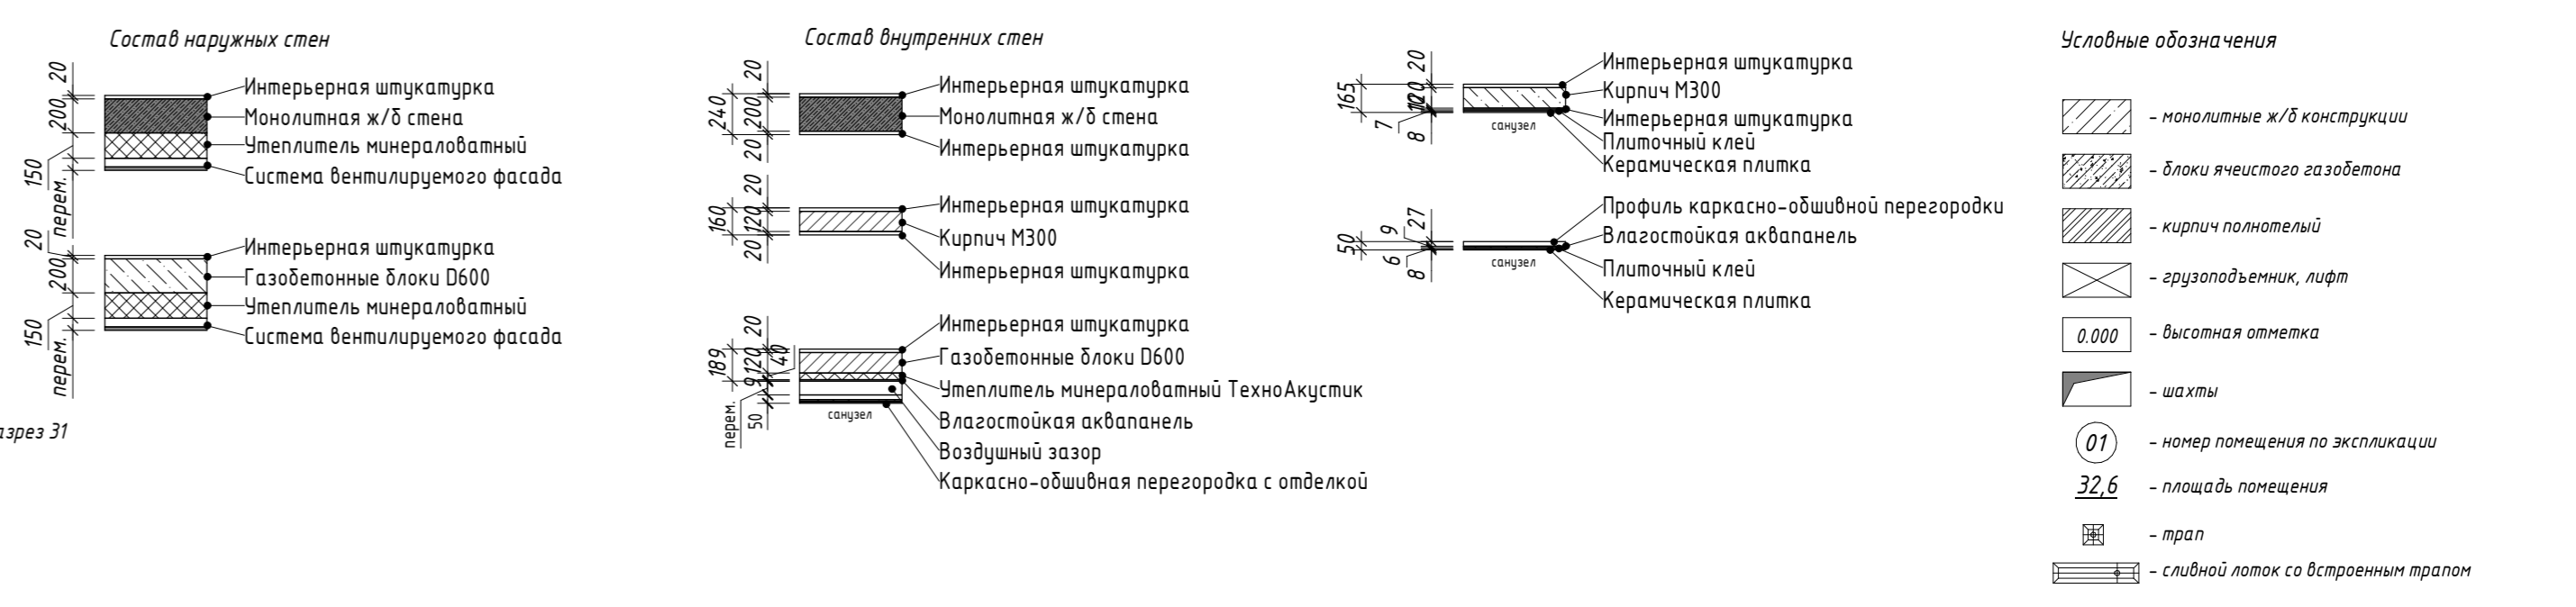 Состав наружных стен
20
200
150
перем.
Интерьерная штукатурка
Монолитная ж/б стена
Утеплитель минераловатный
Система вентилируемого фасада
20
200
150
перем.
Интерьерная штукатурка
Газобетонные блоки D600
Утеплитель минераловатный
Система вентилируемого фасада
азрез 31
Состав внутренних стен
240
20
200
20
Интерьерная штукатурка
Монолитная ж/б стена
Интерьерная штукатурка
160
20
120
20
Интерьерная штукатурка
Кирпич М300
Интерьерная штукатурка
189
20
120
40
9
перем.
50
санузел
Интерьерная штукатурка
Газобетонные блоки D600
Утеплитель минераловатный ТехноАкустик
Влагостойкая аквапанель
Воздушный зазор
Каркасно-обшивная перегородка с отделкой
165
20
120
7
8
санузел
Интерьерная штукатурка
Кирпич М300
Интерьерная штукатурка
Плиточный клей
Керамическая плитка
50
27
9
6
8
санузел
Профиль каркасно-обшивной перегородки
Влагостойкая аквапанель
Плиточный клей
Керамическая плитка
Условные обозначения
- монолитные ж/б конструкции
- блоки ячеистого газобетона
- кирпич полнотелый
- грузоподъемник, лифт
0.000 - высотная отметка
- шахты
01 - номер помещения по экспликации
32,6 - площадь помещения
- трап
- сливной лоток со встроенным трапом